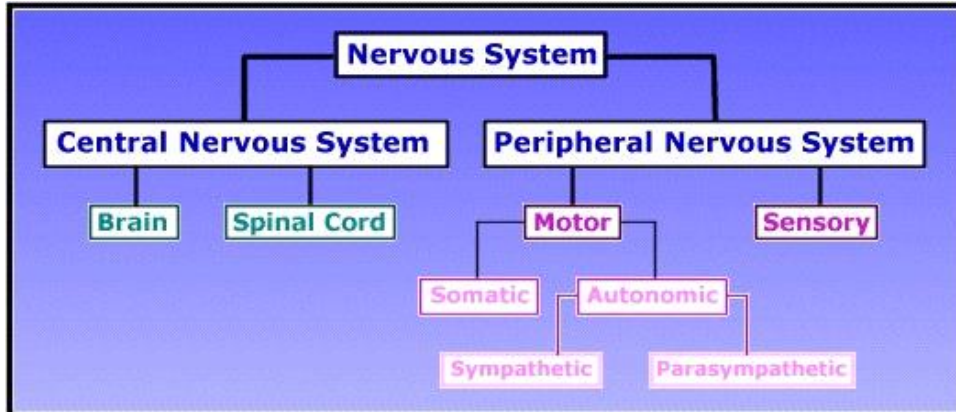 Nervous System
Central Nervous System
Peripheral Nervous System
Brain
Spinal Cord
Motor
Sensory
Somatic
Autonomic
Sympathetic
Parasympathetic